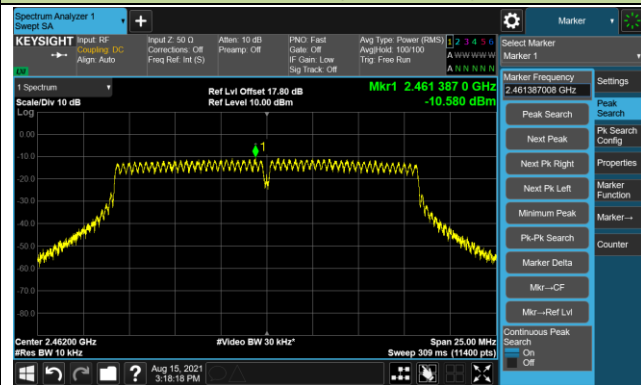 Spectrum Analyzer 1
Swept SA
Marker
KEYSIGHT
Input: RF
Coupling: DC
Align: Auto
Input Z: 50 Ω
Corrections: Off
Freq Ref: Int (S)
Atten: 10 dB
Preamp: Off
PNO: Fast
Gate: Off
IF Gain: Low
Sig Track: Off
Avg Type: Power (RMS)
Avg|Hold: 100/100
Trig: Free Run
1 2 3 4 5 6
A W W W W W
A N N N N N
LXI
Select Marker
Marker 1
1 Spectrum
Scale/Div 10 dB
Log
Ref Lvl Offset 17.80 dB
Ref Level 10.00 dBm
Mkr1 2.461 387 0 GHz
-10.580 dBm
0.00
-10.0
-20.0
-30.0
-40.0
-50.0
-60.0
-70.0
-80.0
1
Center 2.46200 GHz
#Res BW 10 kHz
#Video BW 30 kHz*
Span 25.00 MHz
Sweep 309 ms (11400 pts)
Marker Frequency
2.461387008 GHz
Peak Search
Next Peak
Next Pk Right
Next Pk Left
Minimum Peak
Pk-Pk Search
Marker Delta
Mkr→CF
Mkr→Ref Lvl
Continuous Peak
Search
On
Off
Settings
Peak
Search
Pk Search
Config
Properties
Marker
Function
Marker→
Counter
?
Aug 15, 2021
3:18:18 PM